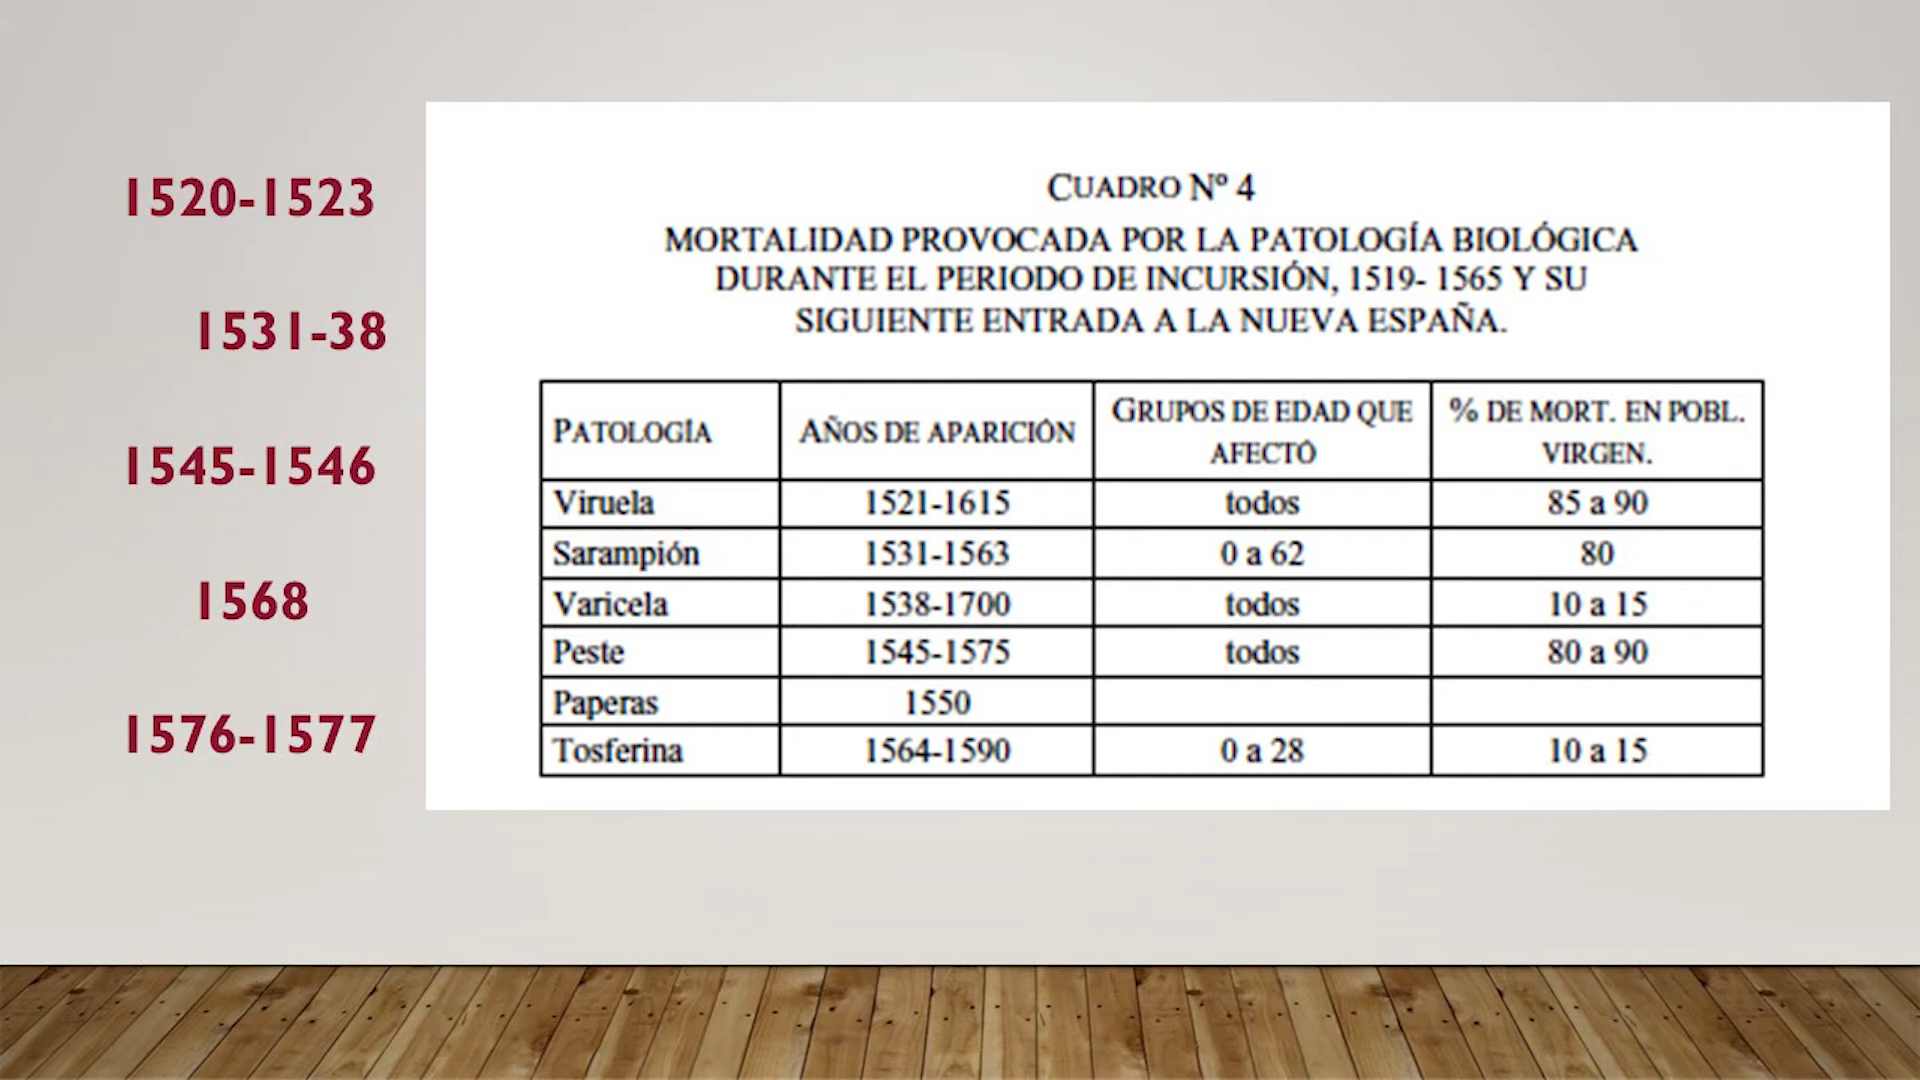 1520-1523
1531-38
1545-1546
1568
1576-1577
CUADRO Nº 4
MORTALIDAD PROVOCADA POR LA PATOLOGÍA BIOLÓGICA
DURANTE EL PERIODO DE INCURSIÓN, 1519- 1565 Y SU
SIGUIENTE ENTRADA A LA NUEVA ESPAÑA.
PATOLOGÍA AÑOS DE APARICIÓN GRUPOS DE EDAD QUE AFECTÓ % DE MORT. EN POBL. VIRGEN.
Viruela 1521-1615 todos 85 a 90
Sarampión 1531-1563 0 a 62 80
Varicela 1538-1700 todos 10 a 15
Peste 1545-1575 todos 80 a 90
Paperas 1550
Tosferina 1564-1590 0 a 28 10 a 15